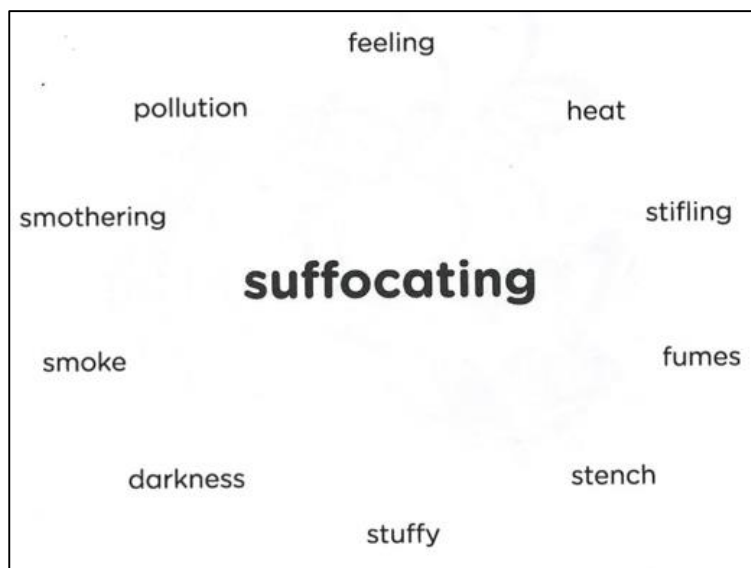 feeling
pollution
heat
smothering
stifling
suffocating
smoke
fumes
darkness
stench
stuffy